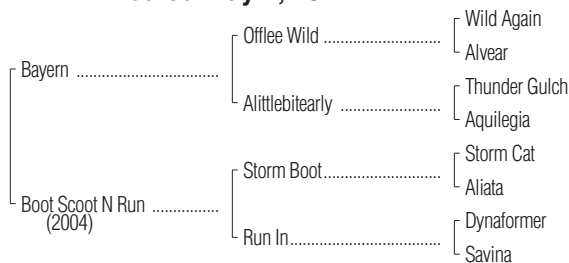 Wild Again
Offlee Wild
Alvear
Bayern
Thunder Gulch
Alittlebitearly
Aquilegia
Storm Cat
Storm Boot
Aliata
Boot Scoot N Run
(2004)
Dynaformer
Run In
Savina